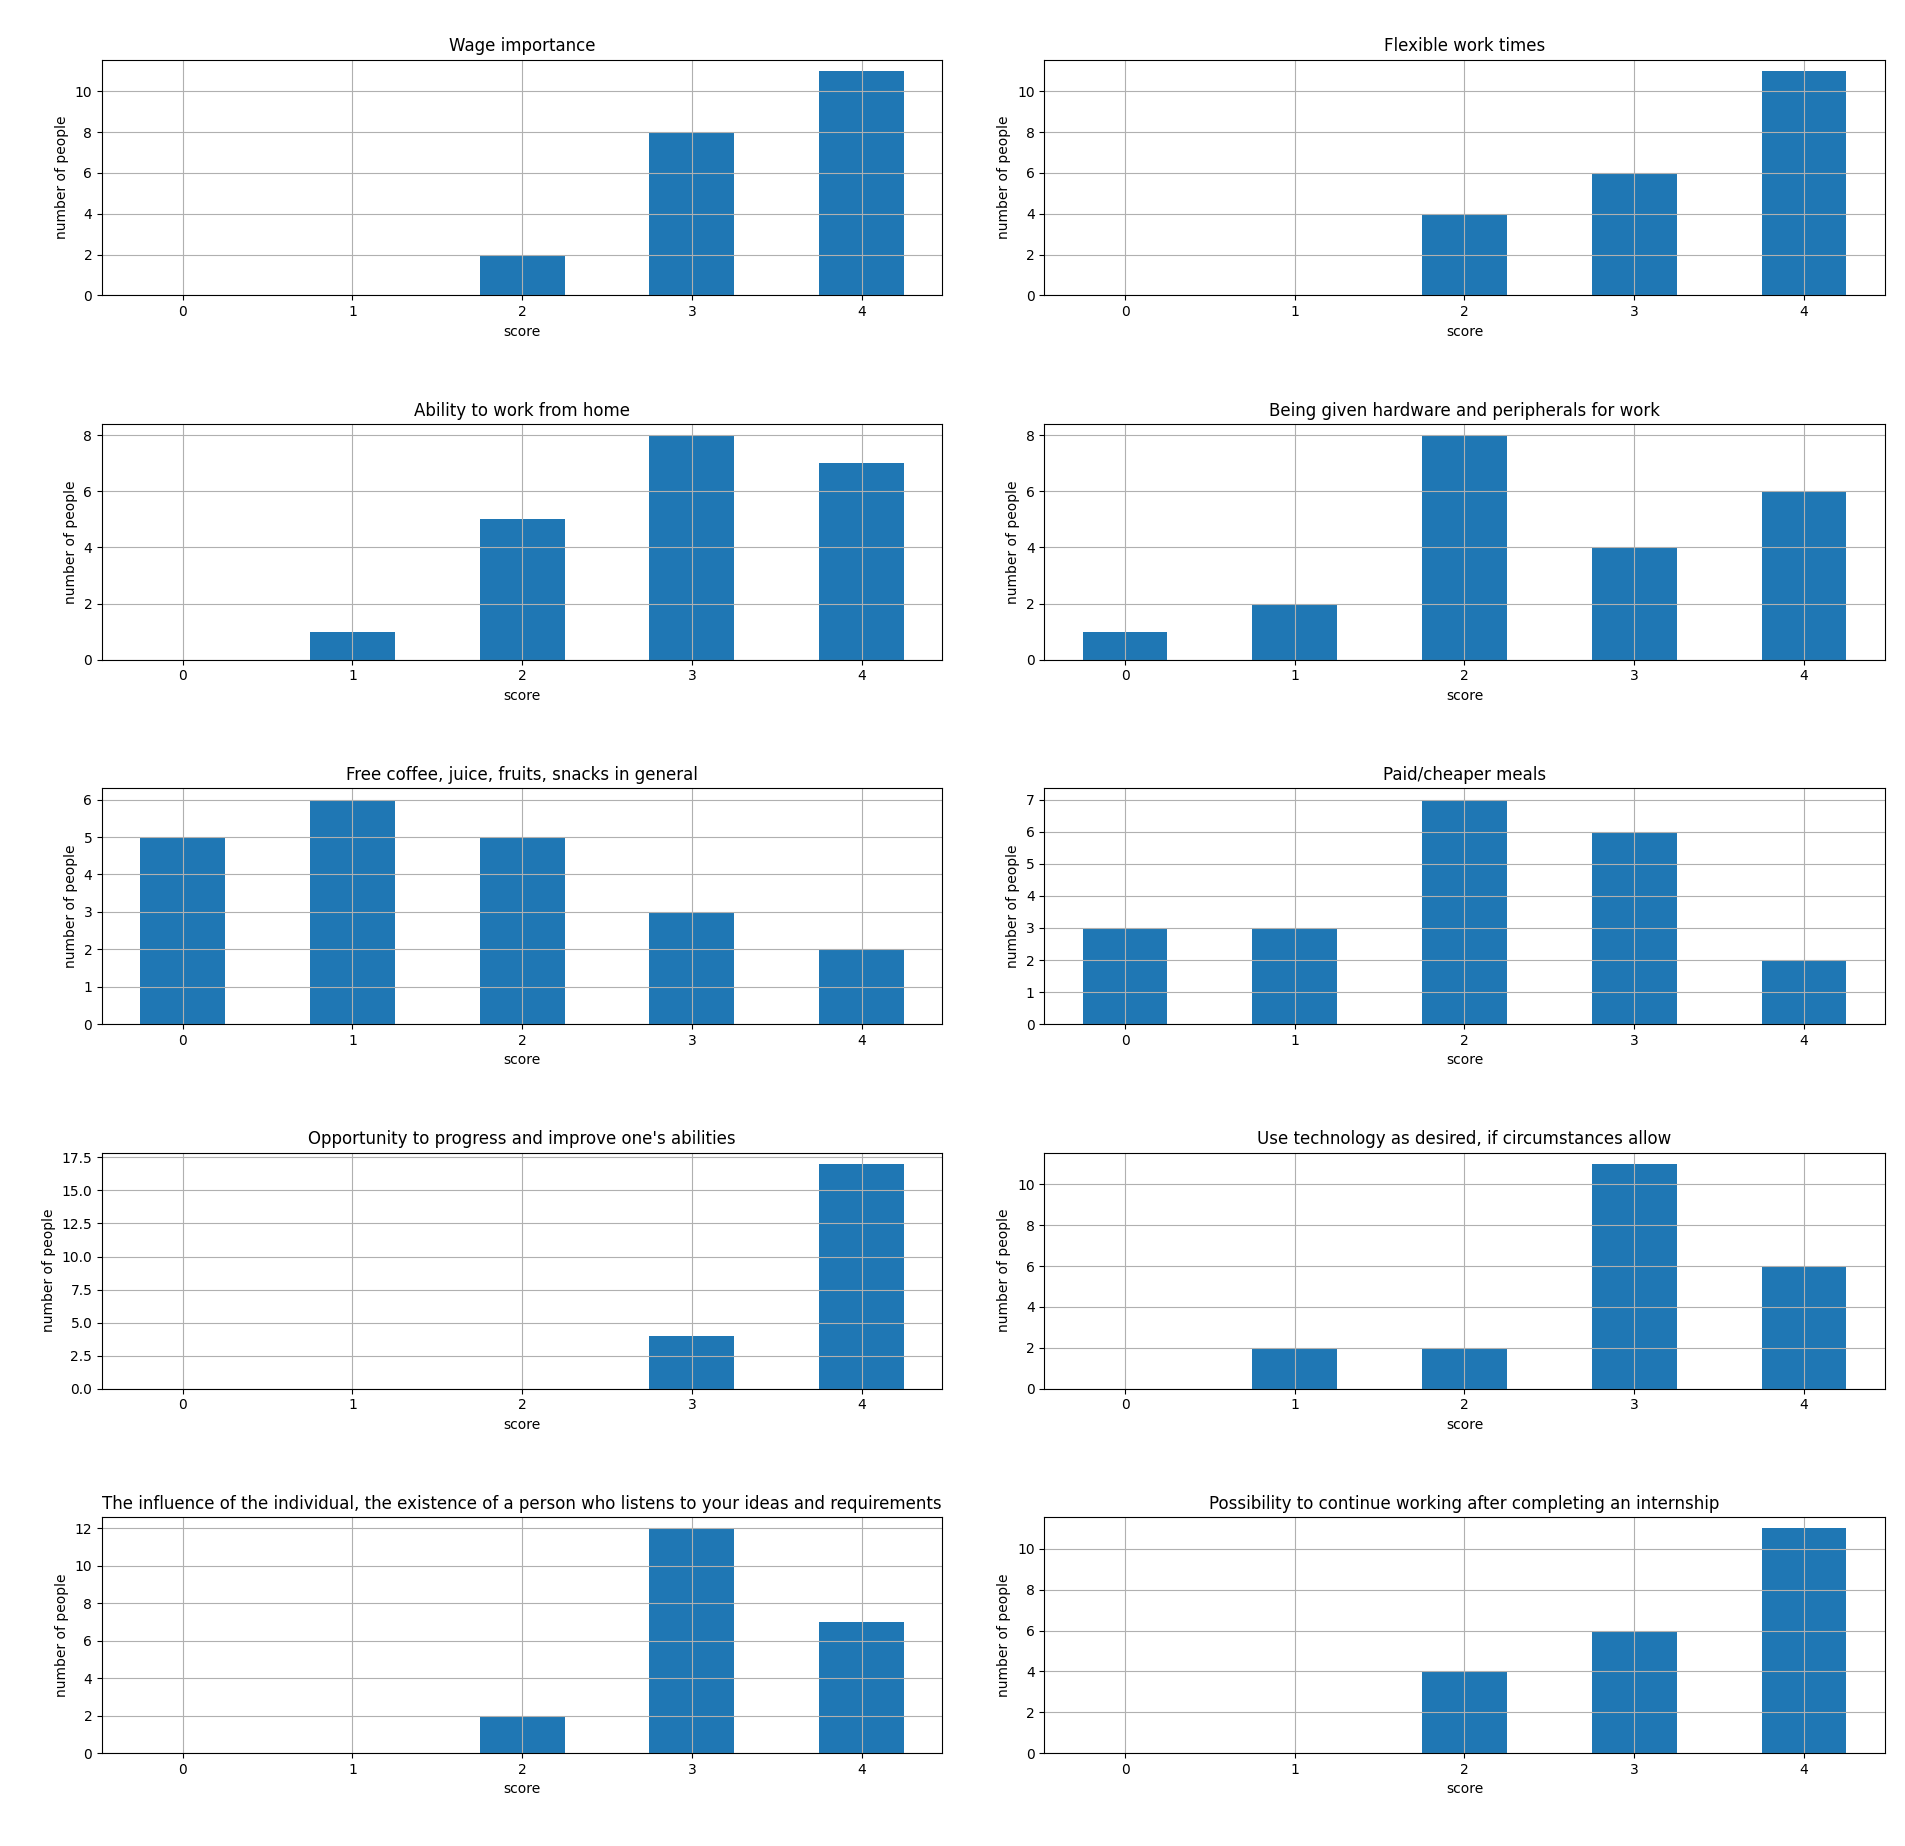 Wage importance
number of people
10
8
6
4
2
0
0 1 2 3 4
score
Flexible work times
number of people
10
8
6
4
2
0
0 1 2 3 4
score
Ability to work from home
number of people
8
6
4
2
0
0 1 2 3 4
score
Being given hardware and peripherals for work
number of people
8
6
4
2
0
0 1 2 3 4
score
Free coffee, juice, fruits, snacks in general
number of people
6
5
4
3
2
1
0
0 1 2 3 4
score
Paid/cheaper meals
number of people
7
6
5
4
3
2
1
0
0 1 2 3 4
score
Opportunity to progress and improve one's abilities
number of people
17.5
15.0
12.5
10.0
7.5
5.0
2.5
0.0
0 1 2 3 4
score
Use technology as desired, if circumstances allow
number of people
10
8
6
4
2
0
0 1 2 3 4
score
The influence of the individual, the existence of a person who listens to your ideas and requirements
number of people
12
10
8
6
4
2
0
0 1 2 3 4
score
Possibility to continue working after completing an internship
number of people
10
8
6
4
2
0
0 1 2 3 4
score